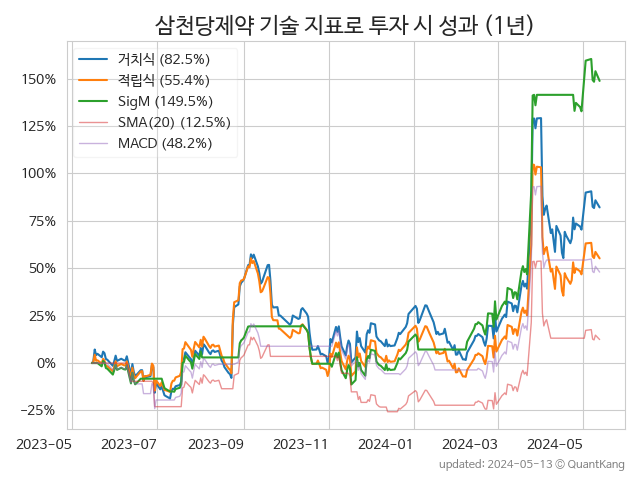 삼천당제약 기술 지표로 투자 시 성과 (1년)
거치식 (82.5%)
적립식 (55.4%)
SigM (149.5%)
SMA(20) (12.5%)
MACD (48.2%)
150%
125%
100%
75%
50%
25%
0%
−25%
2023-05 2023-07 2023-09 2023-11 2024-01 2024-03 2024-05
updated: 2024-05-13 © QuantKang